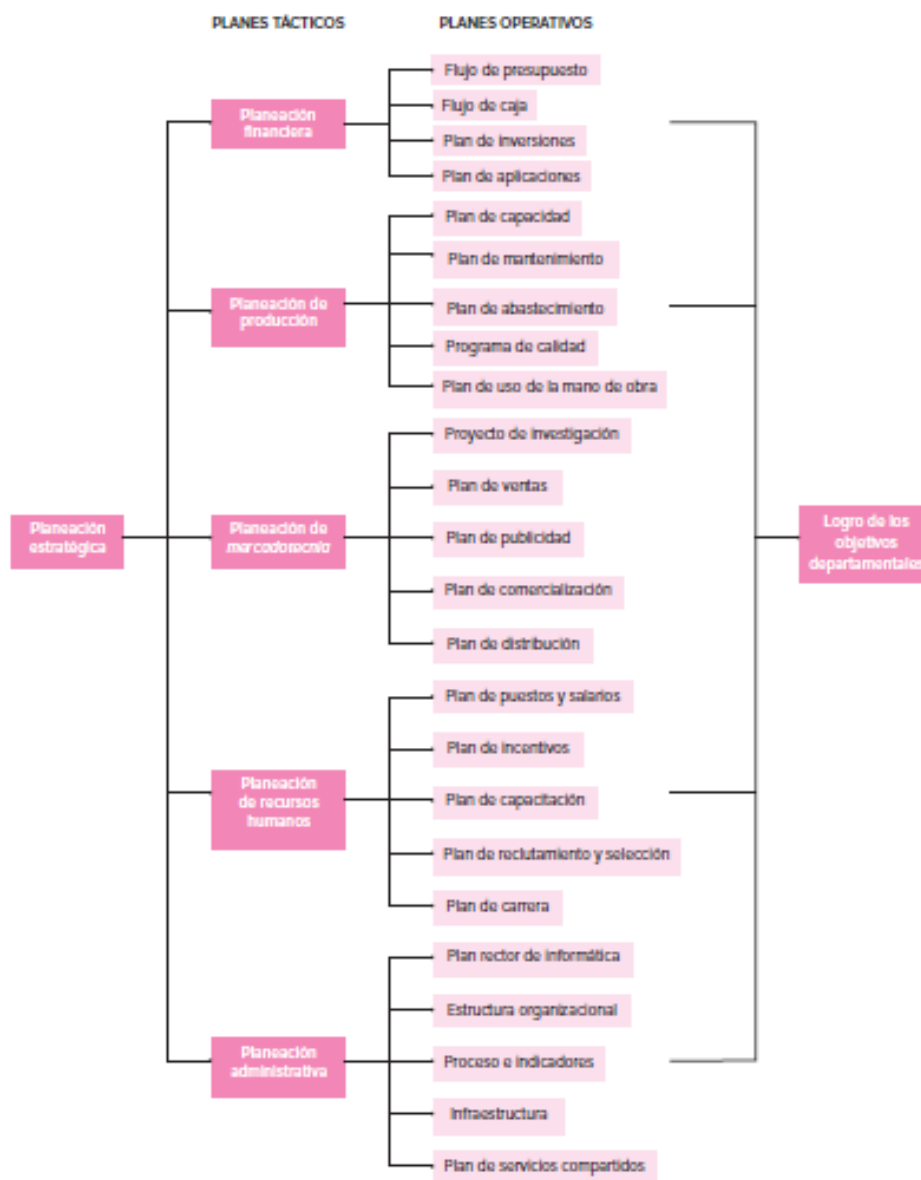 PLANES TÁCTICOS
PLANES OPERATIVOS
Planeación
estratégica
Planeación
financiera
Flujo de presupuesto
Flujo de caja
Plan de inversiones
Plan de aplicaciones
Planeación de
producción
Plan de capacidad
Plan de mantenimiento
Plan de abastecimiento
Programa de calidad
Plan de uso de la mano de obra
Planeación de
mercadotecnia
Proyecto de investigación
Plan de ventas
Plan de publicidad
Plan de comercialización
Plan de distribución
Planeación
de recursos
humanos
Plan de puestos y salarios
Plan de incentivos
Plan de capacitación
Plan de reclutamiento y selección
Plan de carrera
Planeación
administrativa
Plan rector de informática
Estructura organizacional
Proceso e indicadores
Infraestructura
Plan de servicios compartidos
Logro de los
objetivos
departamentales